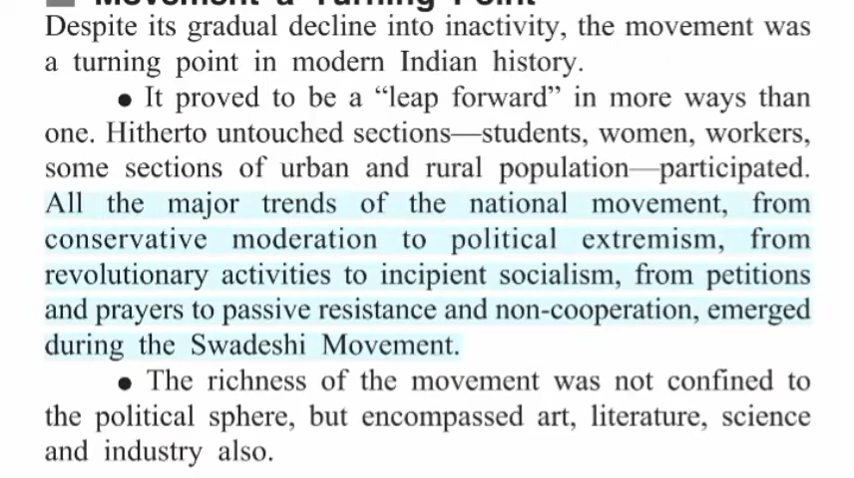 Movement a Turning Point
Despite its gradual decline into inactivity, the movement was
a turning point in modern Indian history.
● It proved to be a “leap forward” in more ways than
one. Hitherto untouched sections—students, women, workers,
some sections of urban and rural population—participated.
All the major trends of the national movement, from
conservative moderation to political extremism, from
revolutionary activities to incipient socialism, from petitions
and prayers to passive resistance and non-cooperation, emerged
during the Swadeshi Movement.
● The richness of the movement was not confined to
the political sphere, but encompassed art, literature, science
and industry also.